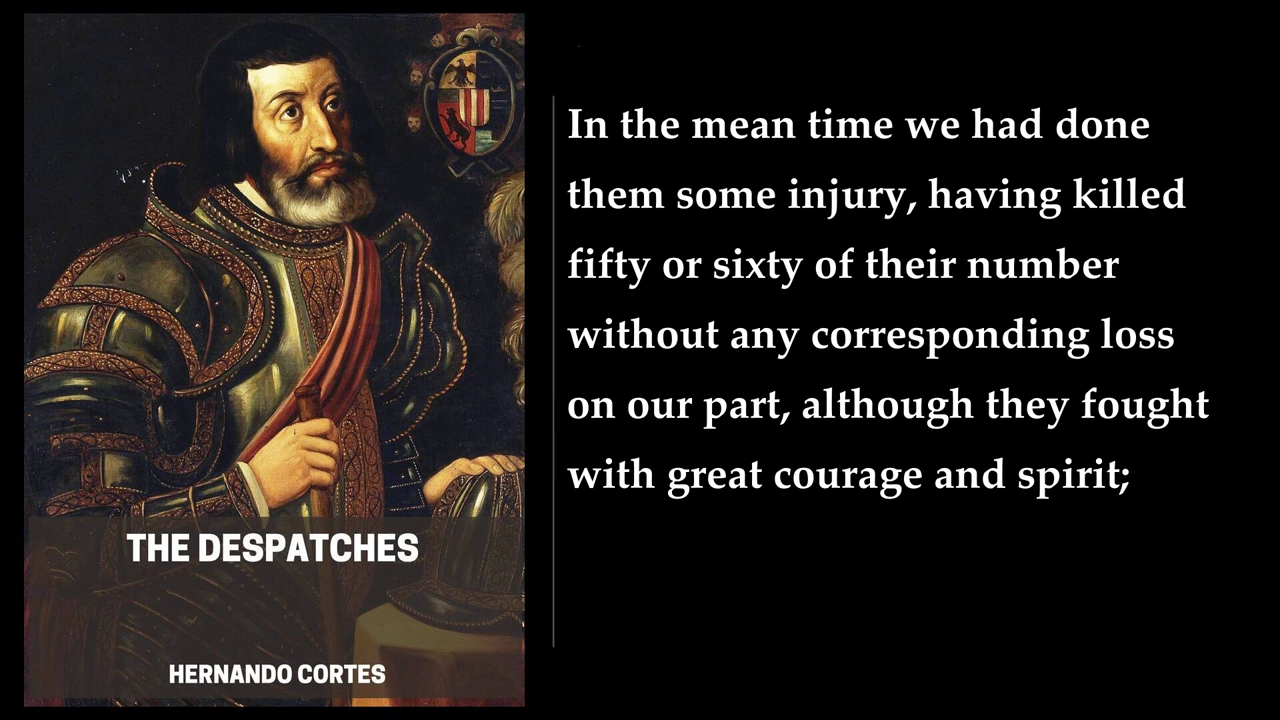 THE DESPATCHES
HERNANDO CORTES
In the mean time we had done
them some injury, having killed
fifty or sixty of their number
without any corresponding loss
on our part, although they fought
with great courage and spirit;